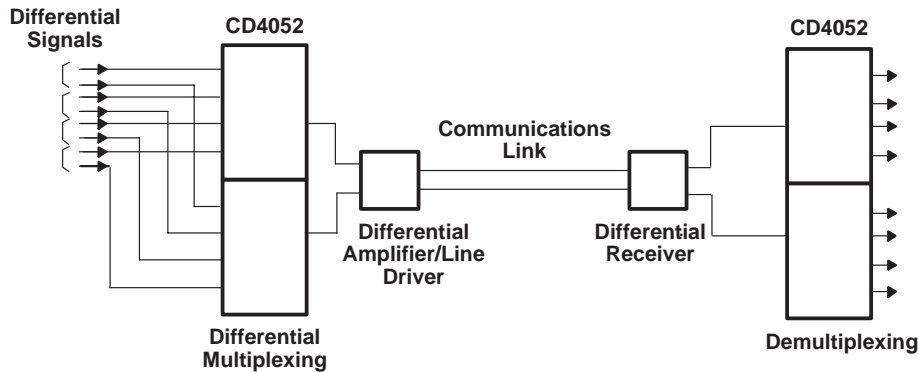 Differential
Signals
CD4052
CD4052
Communications
Link
Differential
Amplifier/Line
Driver
Differential
Receiver
Differential
Multiplexing
Demultiplexing